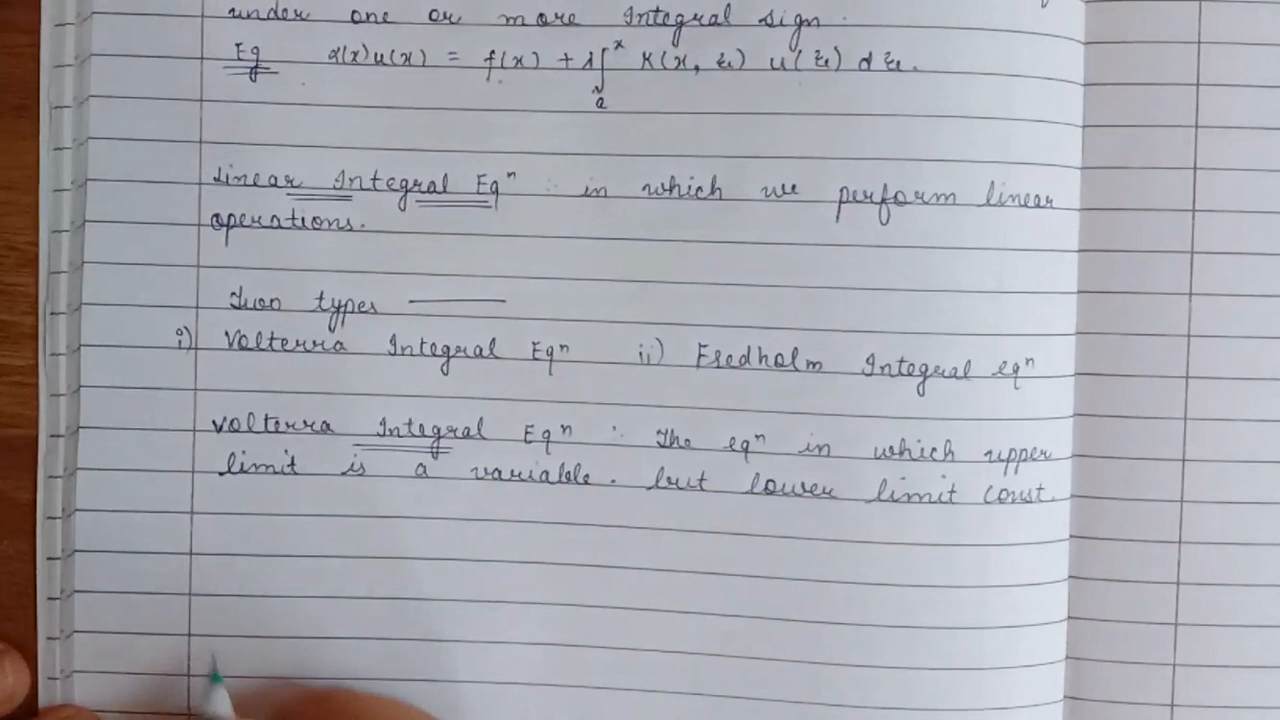 under one or more Integral sign.
Eg α(x)u(x) = f(x) + λ∫ₐˣ K(x, ξ) u(ξ) dξ.
Linear Integral Eqⁿ : in which we perform linear
operations.
Two types ———
i) Volterra Integral Eqⁿ ii) Fredholm Integral eqⁿ
Volterra Integral Eqⁿ : The eqⁿ in which upper
limit is a variable. but lower limit const.